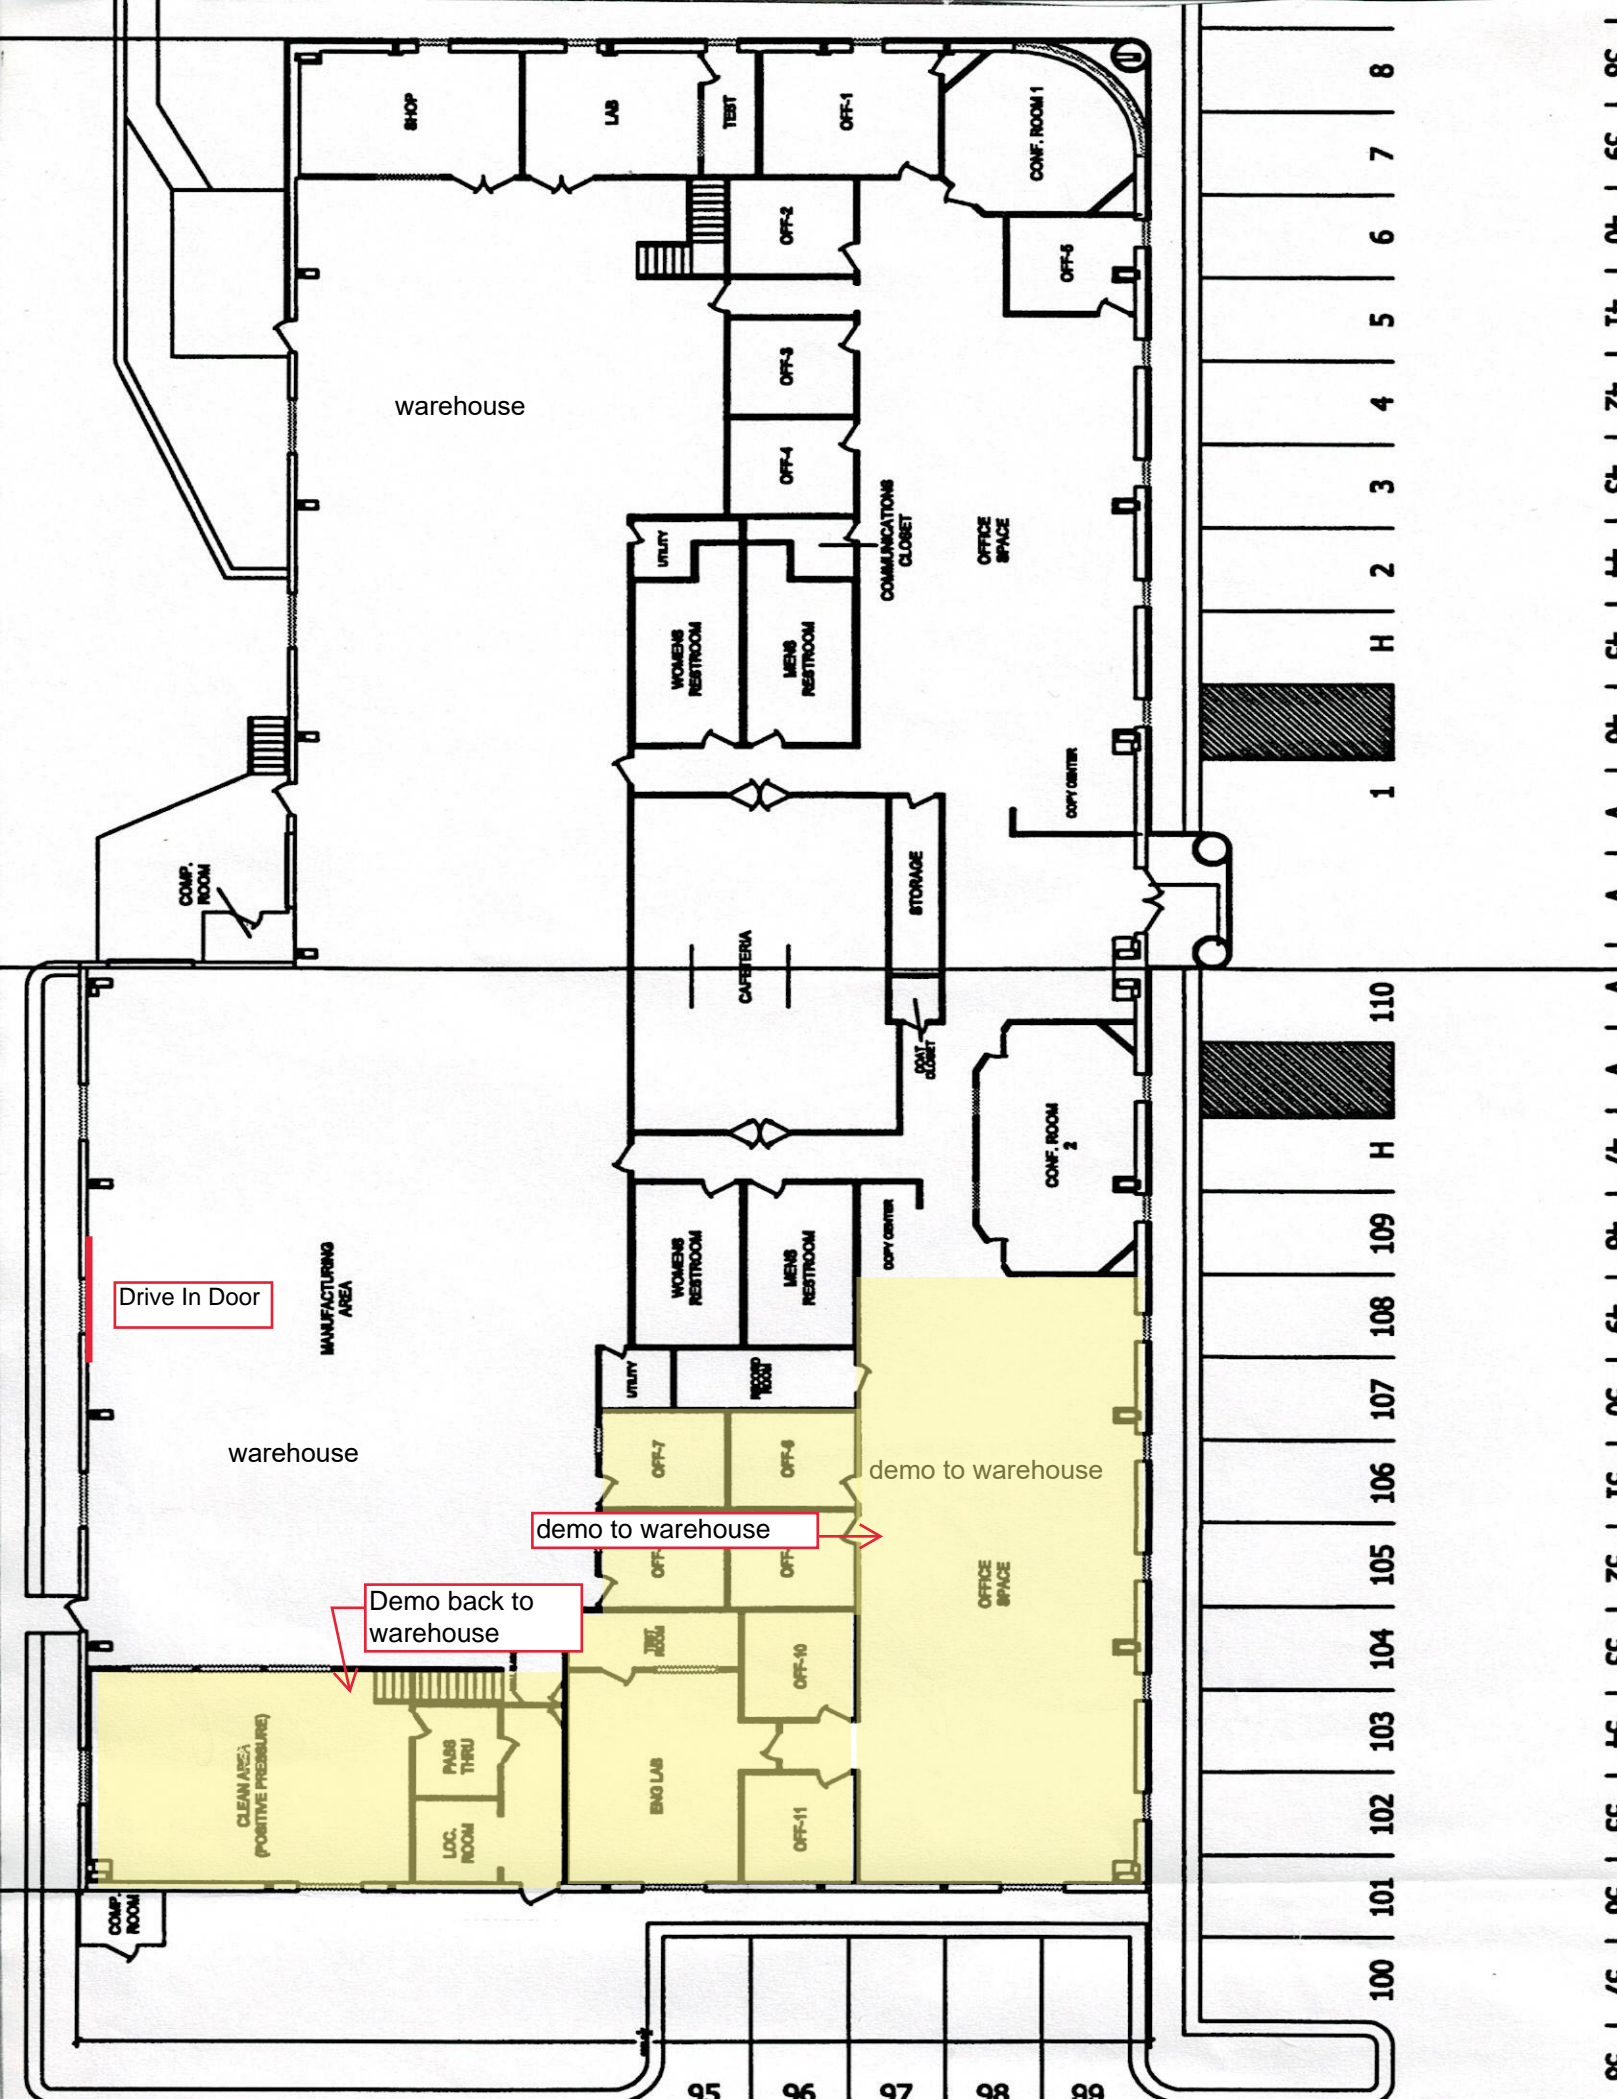 SHOP
LAB
TEST
OFF-1
CONF. ROOM 1
OFF-2
OFF-5
OFF-3
OFF-4
warehouse
COMMUNICATIONS
CLOSET
OFFICE
SPACE
UTILITY
WOMENS
RESTROOM
MENS
RESTROOM
COPY CENTER
COMP.
ROOM
STORAGE
CAFETERIA
COAT
CLOSET
CONF. ROOM
2
WOMENS
RESTROOM
MENS
RESTROOM
COPY CENTER
Drive In Door
MANUFACTURING
AREA
UTILITY
RECORD
ROOM
warehouse
OFF-7
OFF-6
demo to warehouse
demo to warehouse
OFF-
OFF-
OFFICE
SPACE
Demo back to
warehouse
TEST
ROOM
OFF-10
CLEAN AREA
(POSITIVE PRESSURE)
PASS
THRU
LOC.
ROOM
ENG LAB
OFF-11
COMP.
ROOM
8
7
6
5
4
3
2
H
1
110
H
109
108
107
106
105
104
103
102
101
100
95
96
97
98
99